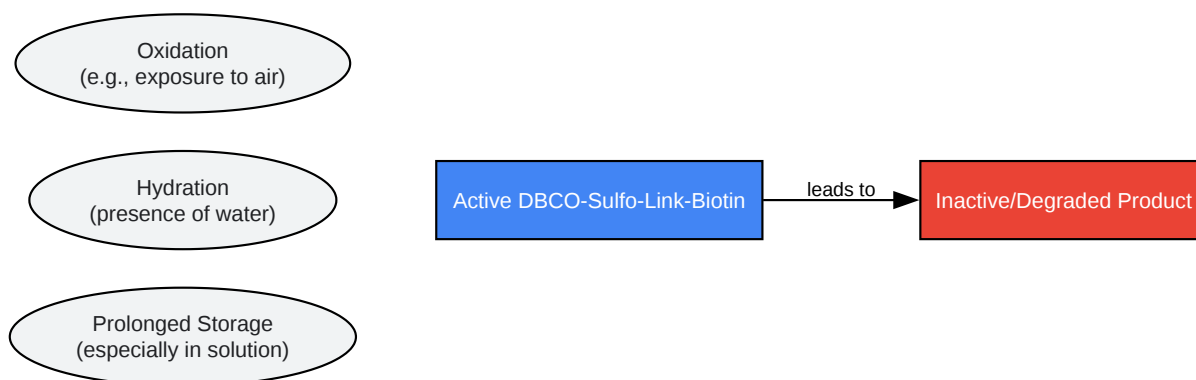 Oxidation
(e.g., exposure to air)
Hydration
(presence of water)
Prolonged Storage
(especially in solution)
Active DBCO-Sulfo-Link-Biotin
leads to
Inactive/Degraded Product